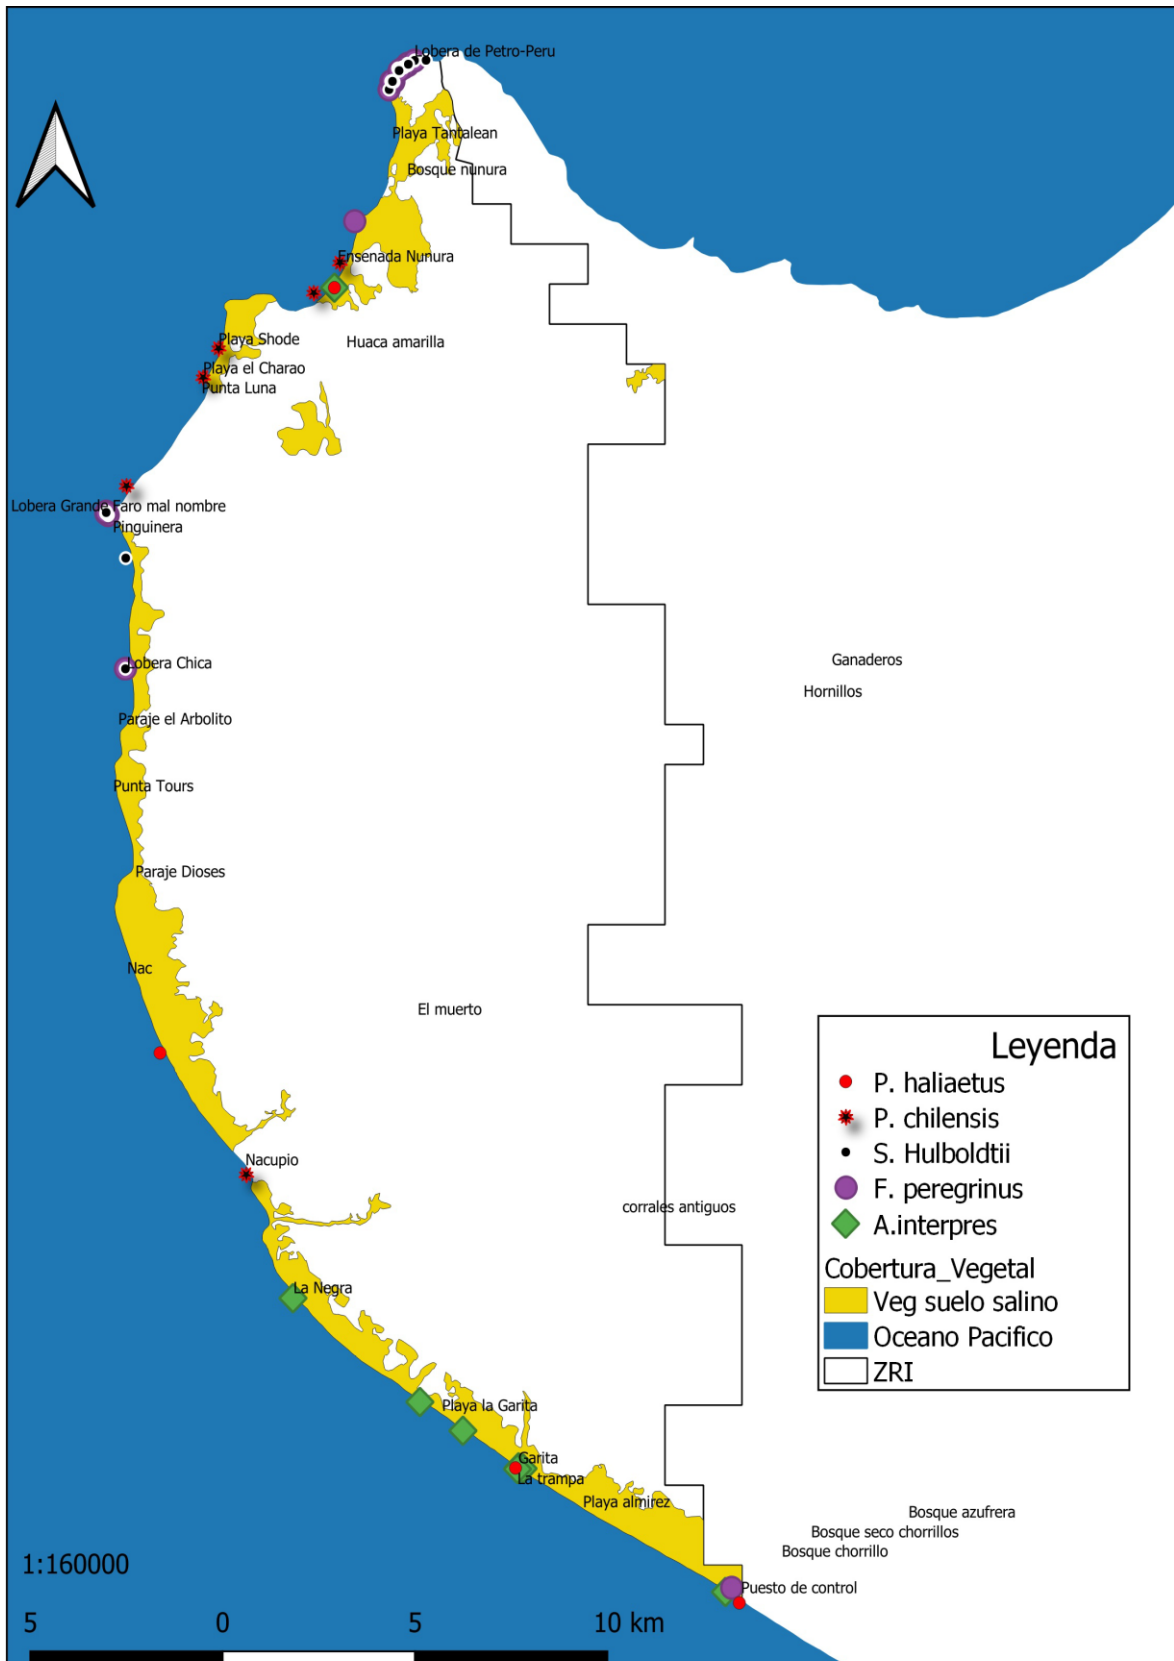 Lobera de Petro-Peru
Playa Tantalean
Bosque nunura
Ensenada Nunura
Playa Shode
Huaca amarilla
Playa el Charao
Punta Luna
Lobera Grande Faro mal nombre
Pinguinera
Lobera Chica
Ganaderos
Hornillos
Paraje el Arbolito
Punta Tours
Paraje Dioses
Nac
El muerto
Leyenda
P. haliaetus
P. chilensis
S. Hulboldtii
F. peregrinus
A.interpres
Cobertura_Vegetal
Veg suelo salino
Oceano Pacifico
ZRI
Nacupio
corrales antiguos
La Negra
Playa la Garita
Garita
La trampa
Playa almirez
Bosque azufrera
Bosque seco chorrillos
Bosque chorrillo
Puesto de control
1:160000
5 0 5 10 km